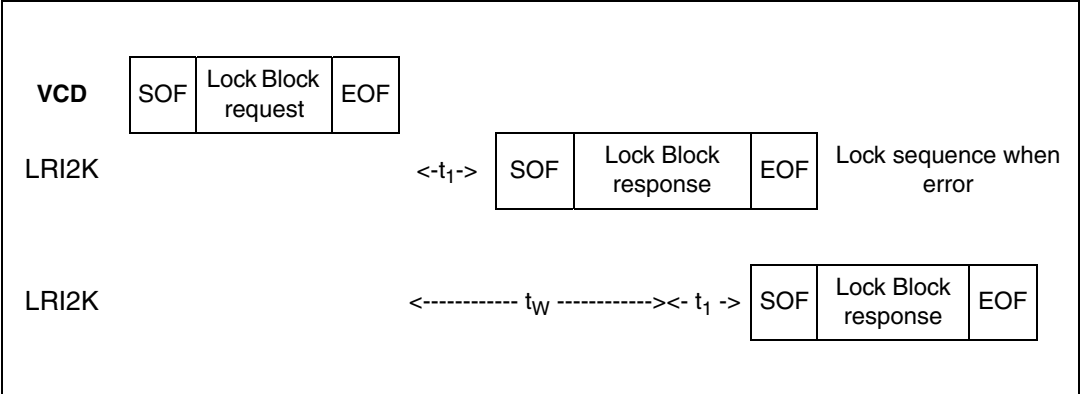 VCD SOF Lock Block request EOF
LRI2K <-t1-> SOF Lock Block response EOF Lock sequence when error
LRI2K <------------ tW ------------><- t1 -> SOF Lock Block response EOF